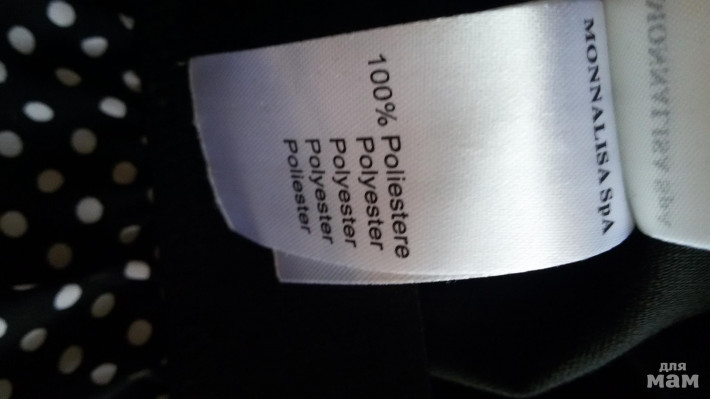 MONNALISA SpA
100% Poliestere
Polyester
Polyester
Polyester
Poliester
для
мам